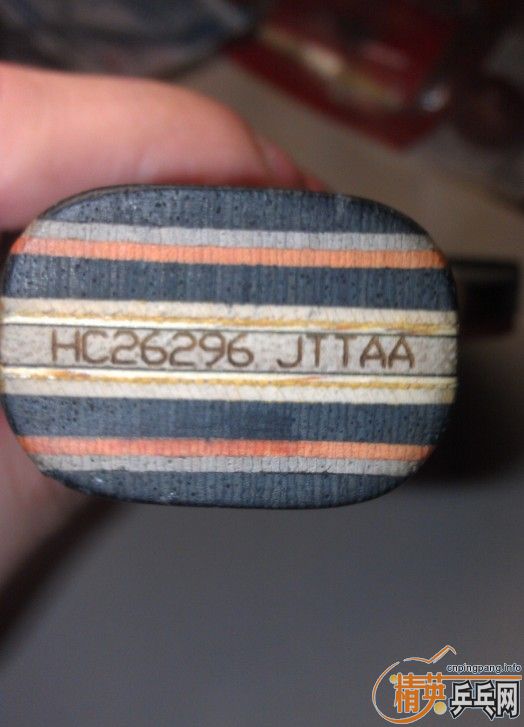 HC26296 JTTAA
cnpingpang.info
精英乒乓网